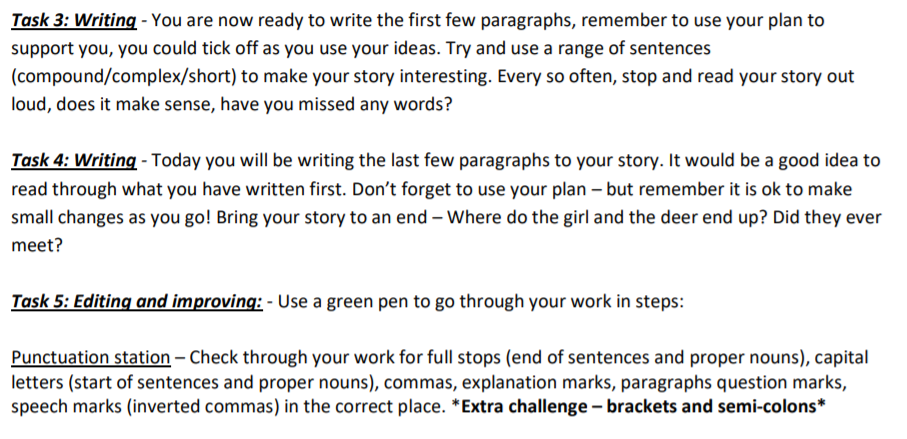 Task 3: Writing - You are now ready to write the first few paragraphs, remember to use your plan to
support you, you could tick off as you use your ideas. Try and use a range of sentences
(compound/complex/short) to make your story interesting. Every so often, stop and read your story out
loud, does it make sense, have you missed any words?
Task 4: Writing - Today you will be writing the last few paragraphs to your story. It would be a good idea to
read through what you have written first. Don’t forget to use your plan – but remember it is ok to make
small changes as you go! Bring your story to an end – Where do the girl and the deer end up? Did they ever
meet?
Task 5: Editing and improving: - Use a green pen to go through your work in steps:
Punctuation station – Check through your work for full stops (end of sentences and proper nouns), capital
letters (start of sentences and proper nouns), commas, explanation marks, paragraphs question marks,
speech marks (inverted commas) in the correct place. *Extra challenge – brackets and semi-colons*